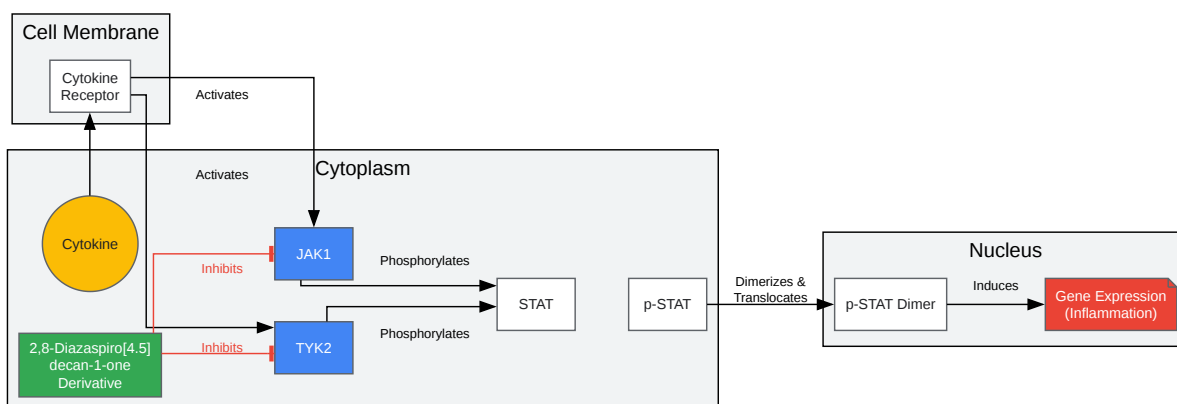 Cell Membrane
Cytokine
Receptor
Activates
Cytoplasm
Activates
Cytokine
JAK1
Inhibits
Phosphorylates
STAT
p-STAT
Dimerizes &
Translocates
Nucleus
p-STAT Dimer
Induces
Gene Expression
(Inflammation)
Phosphorylates
TYK2
Inhibits
2,8-Diazaspiro[4.5]
decan-1-one
Derivative